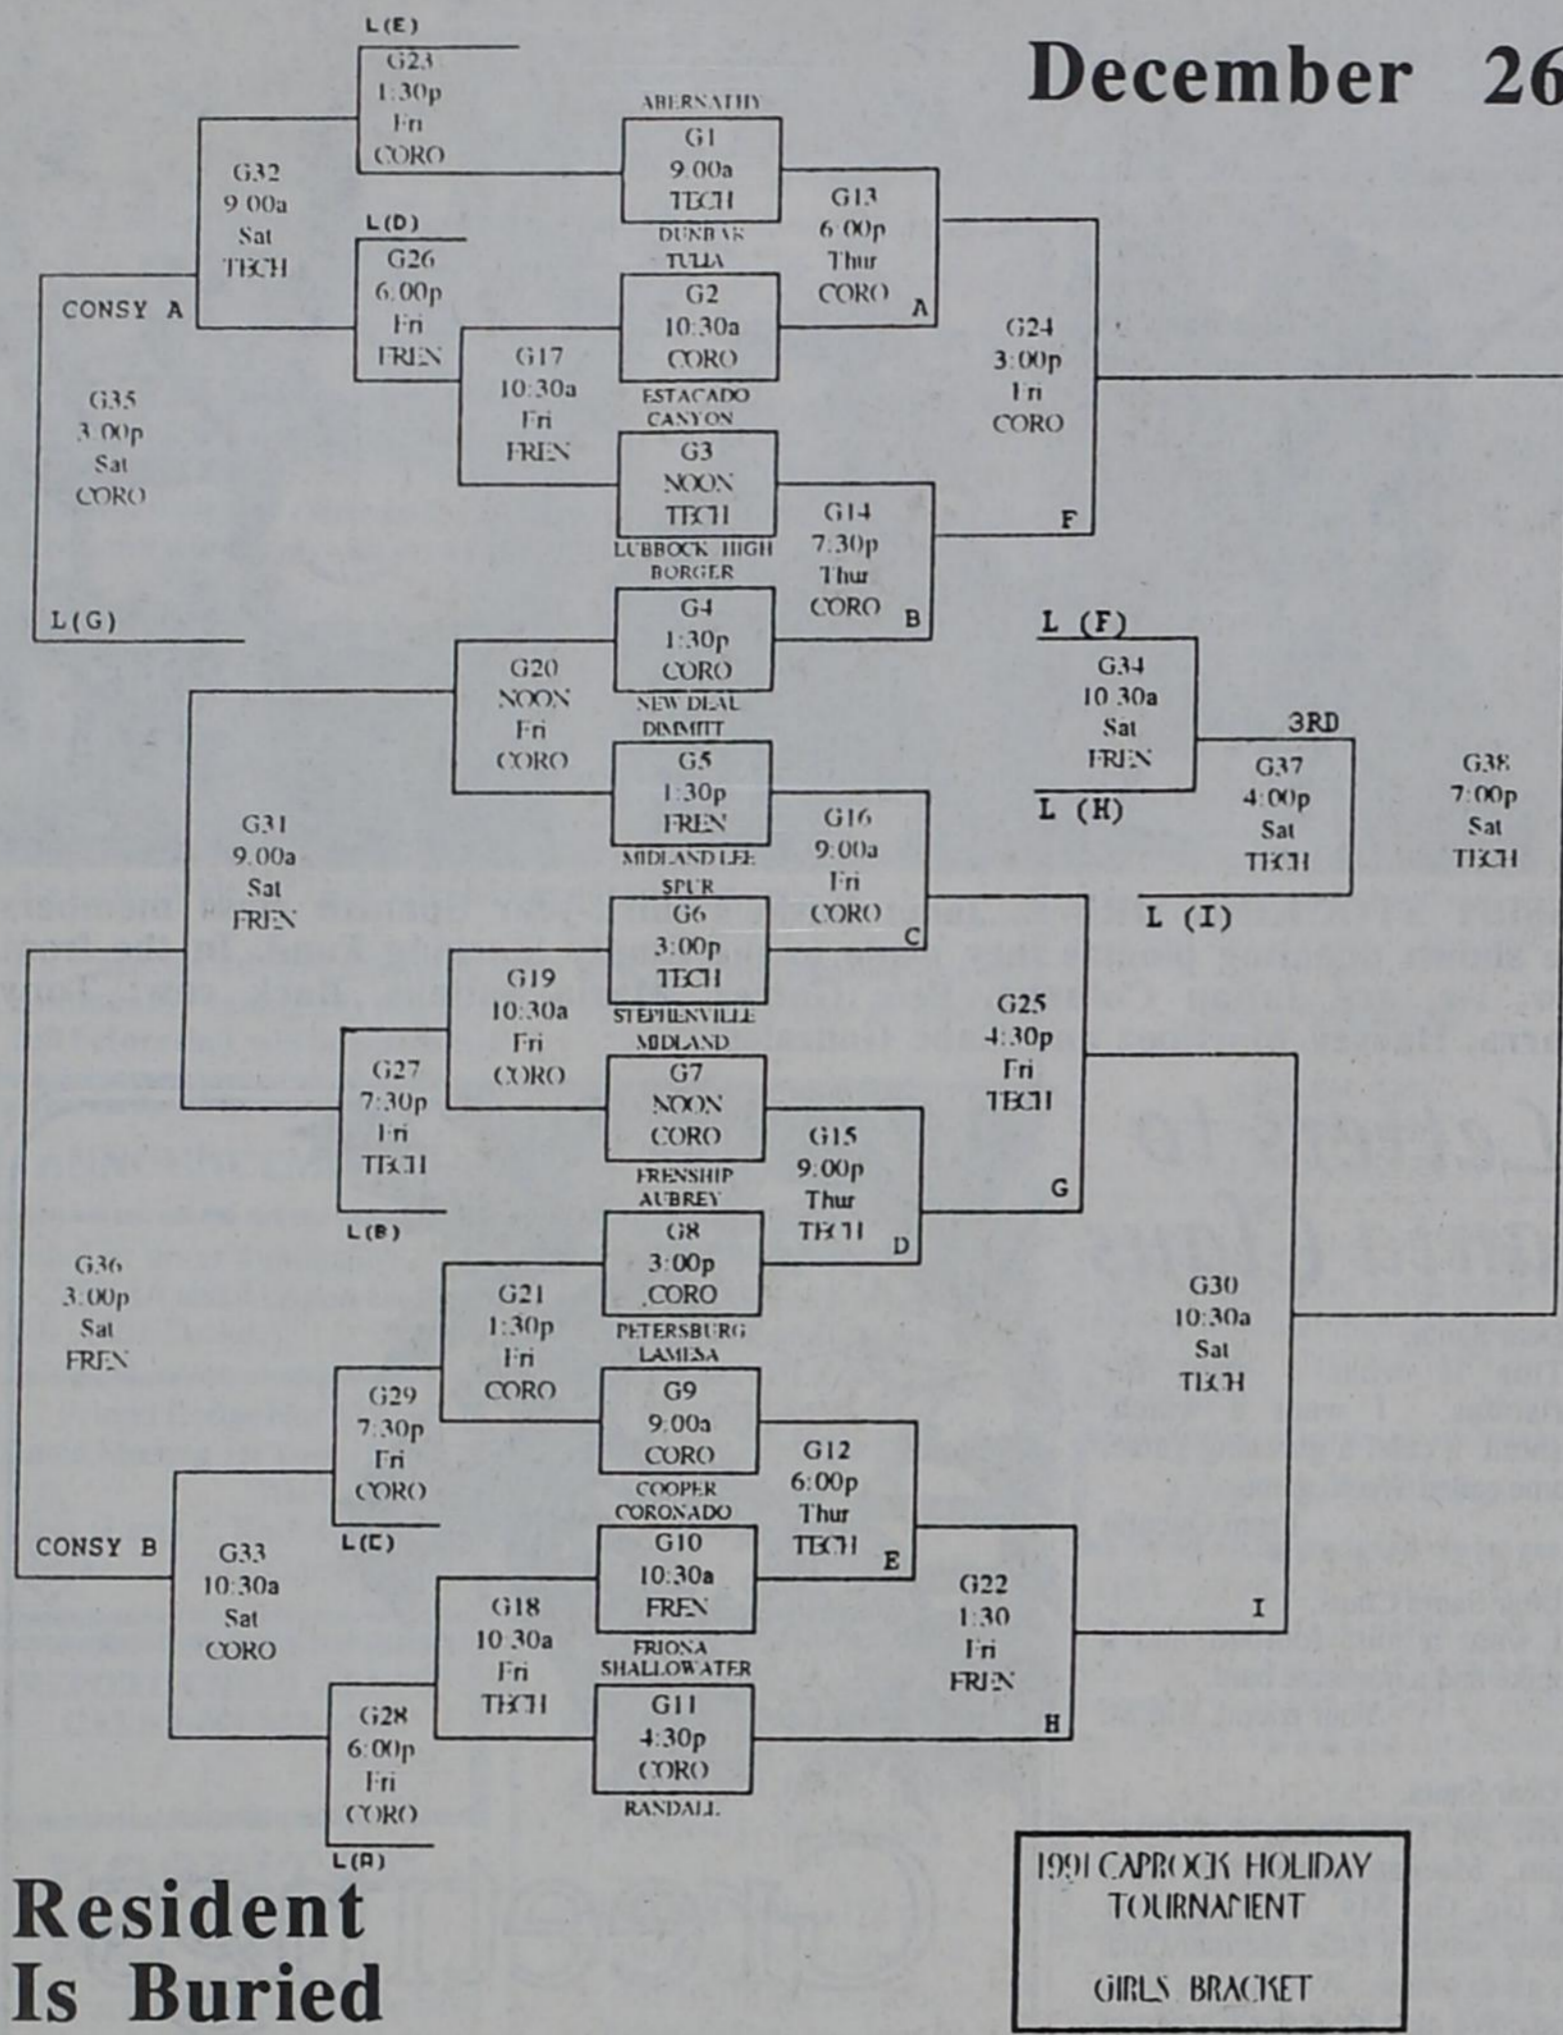 December 26
L(E)
G23
1:30p
Fri
CORO
G32
9:00a
Sat
TECH
L(D)
G26
6:00p
Fri
FREN
CONSY A
G35
3:00p
Sat
CORO
L(G)
G17
10:30a
Fri
FREN
G20
NOON
Fri
CORO
G31
9:00a
Sat
FREN
G19
10:30a
Fri
CORO
G27
7:30p
Fri
TECH
L(B)
G36
3:00p
Sat
FREN
G21
1:30p
Fri
CORO
G29
7:30p
Fri
CORO
L(C)
CONSY B
G33
10:30a
Sat
CORO
G18
10:30a
Fri
TECH
G28
6:00p
Fri
CORO
L(A)
ABERNATHY
G1
9:00a
TECH
DUNBAR
TULIA
G2
10:30a
CORO
ESTACADO
CANYON
G3
NOON
TECH
LUBBOCK HIGH
BORGER
G4
1:30p
CORO
NEW DEAL
DIMMITT
G5
1:30p
FREN
MIDLAND LEE
SPUR
G6
3:00p
TECH
STEPHENVILLE
MIDLAND
G7
NOON
CORO
FRENSHIP
AUBREY
G8
3:00p
CORO
PETERSBURG
LAMESA
G9
9:00a
CORO
COOPER
CORONADO
G10
10:30a
FREN
FRIONA
SHALLOWATER
G11
4:30p
CORO
RANDALL
G13
6:00p
Thur
CORO
A
G14
7:30p
Thur
CORO
B
G16
9:00a
Fri
CORO
C
G15
9:00p
Thur
TECH
D
G12
6:00p
Thur
TECH
E
G24
3:00p
Fri
CORO
F
G25
4:30p
Fri
TECH
G
G22
1:30
Fri
FREN
H
L (F)
G34
10:30a
Sat
FREN
L (H)
3RD
G37
4:00p
Sat
TECH
L (I)
G38
7:00p
Sat
TECH
G30
10:30a
Sat
TECH
I
Resident
Is Buried
1991 CAPROCK HOLIDAY
TOURNAMENT
GIRLS BRACKET